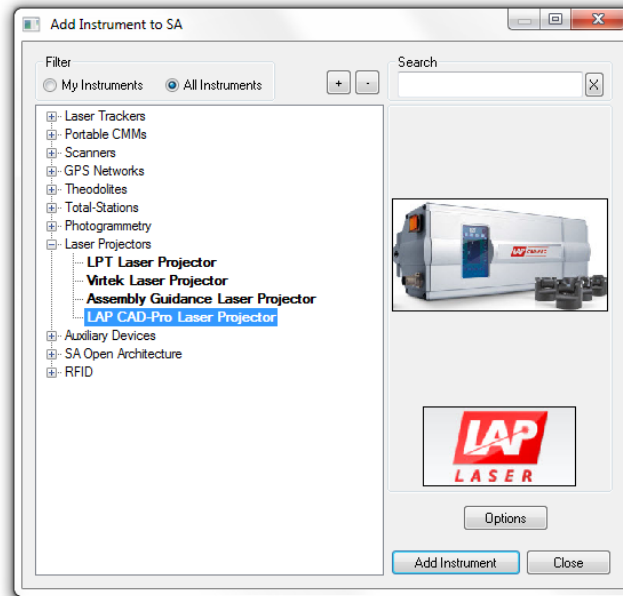 Add Instrument to SA
Filter
My Instruments
All Instruments
+
-
Search
X
Laser Trackers
Portable CMMs
Scanners
GPS Networks
Theodolites
Total-Stations
Photogrammetry
Laser Projectors
LPT Laser Projector
Virtek Laser Projector
Assembly Guidance Laser Projector
LAP CAD-Pro Laser Projector
Auxiliary Devices
SA Open Architecture
RFID
LAP
LAP
LASER
Options
Add Instrument
Close